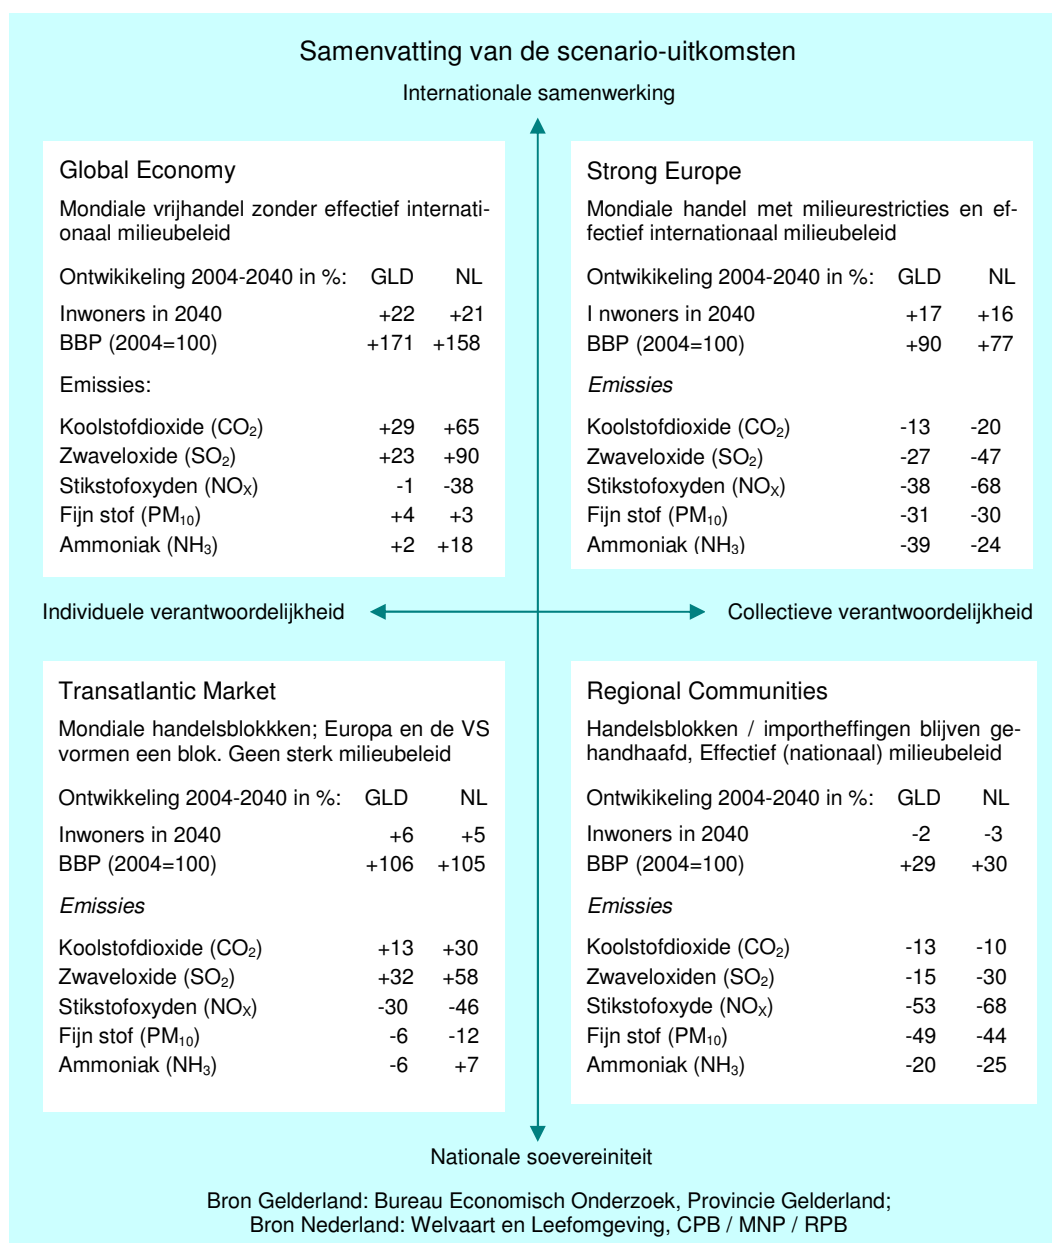 Samenvatting van de scenario-uitkomsten
Internationale samenwerking
Global Economy
Mondiale vrijhandel zonder effectief internati-
onaal milieubeleid
Ontwikikeling 2004-2040 in %: GLD NL
Inwoners in 2040 +22 +21
BBP (2004=100) +171 +158
Emissies:
Koolstofdioxide (CO₂) +29 +65
Zwaveloxide (SO₂) +23 +90
Stikstofoxyden (NOₓ) -1 -38
Fijn stof (PM₁₀) +4 +3
Ammoniak (NH₃) +2 +18
Strong Europe
Mondiale handel met milieurestricties en ef-
fectief internationaal milieubeleid
Ontwikikeling 2004-2040 in %: GLD NL
I nwoners in 2040 +17 +16
BBP (2004=100) +90 +77
Emissies
Koolstofdioxide (CO₂) -13 -20
Zwaveloxide (SO₂) -27 -47
Stikstofoxyden (NOₓ) -38 -68
Fijn stof (PM₁₀) -31 -30
Ammoniak (NH₃) -39 -24
Individuele verantwoordelijkheid
Collectieve verantwoordelijkheid
Transatlantic Market
Mondiale handelsblokkken; Europa en de VS
vormen een blok. Geen sterk milieubeleid
Ontwikkeling 2004-2040 in %: GLD NL
Inwoners in 2040 +6 +5
BBP (2004=100) +106 +105
Emissies
Koolstofdioxide (CO₂) +13 +30
Zwaveloxide (SO₂) +32 +58
Stikstofoxyden (NOₓ) -30 -46
Fijn stof (PM₁₀) -6 -12
Ammoniak (NH₃) -6 +7
Regional Communities
Handelsblokken / importheffingen blijven ge-
handhaafd, Effectief (nationaal) milieubeleid
Ontwikikeling 2004-2040 in %: GLD NL
Inwoners in 2040 -2 -3
BBP (2004=100) +29 +30
Emissies
Koolstofdioxide (CO₂) -13 -10
Zwaveloxiden (SO₂) -15 -30
Stikstofoxyde (NOₓ) -53 -68
Fijn stof (PM₁₀) -49 -44
Ammoniak (NH₃) -20 -25
Nationale soevereiniteit
Bron Gelderland: Bureau Economisch Onderzoek, Provincie Gelderland;
Bron Nederland: Welvaart en Leefomgeving, CPB / MNP / RPB